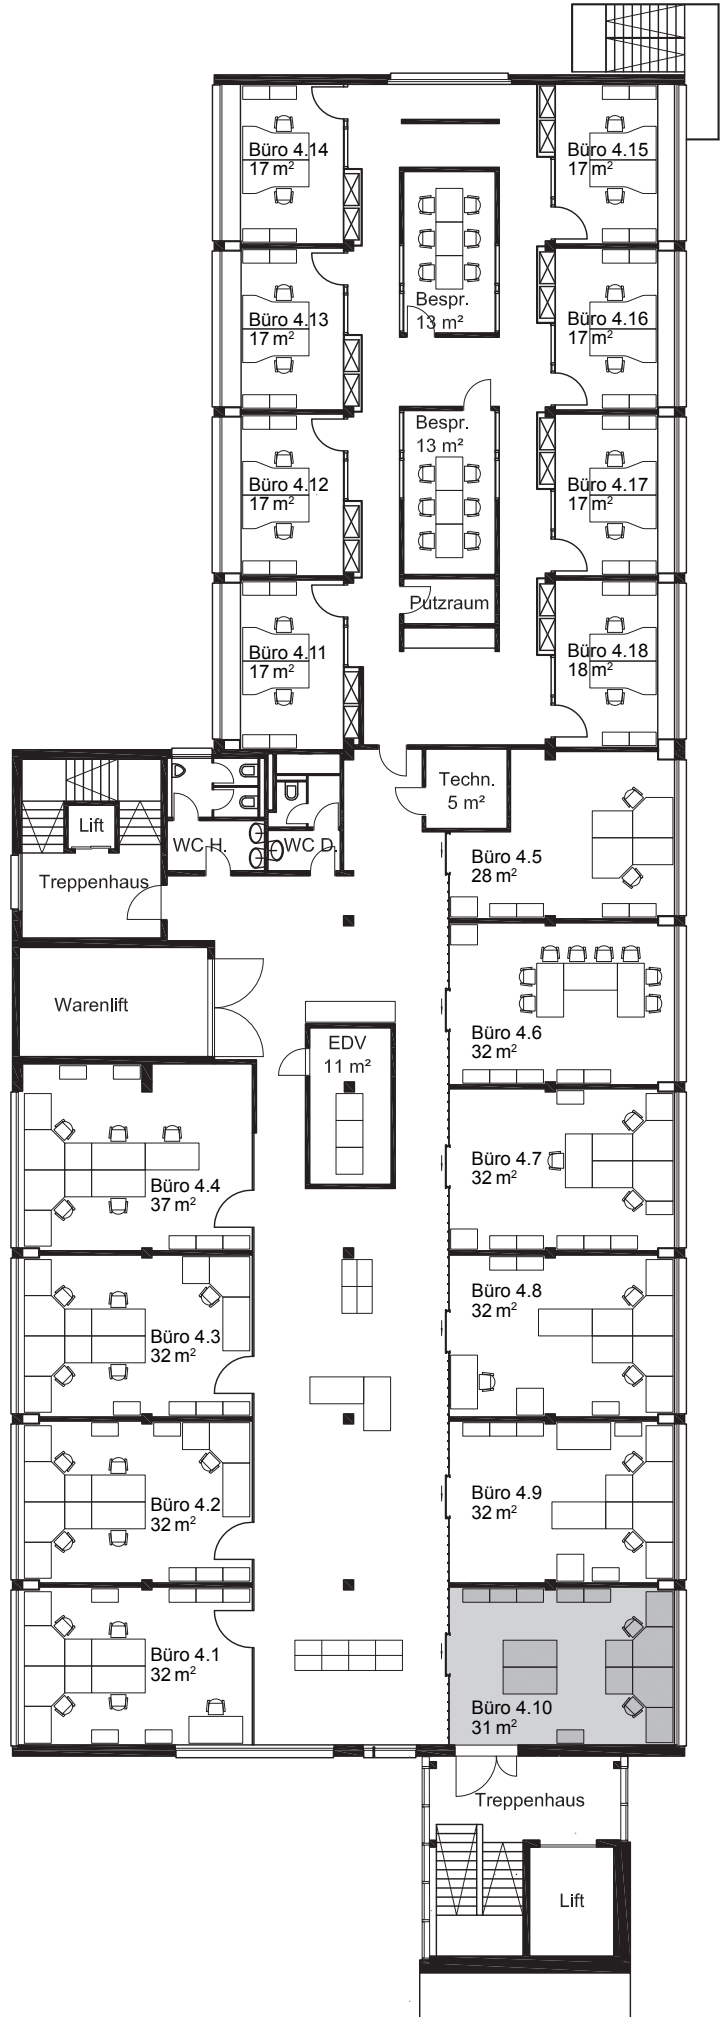 Büro 4.14
17 m²
Büro 4.15
17 m²
Bespr.
13 m²
Büro 4.13
17 m²
Büro 4.16
17 m²
Bespr.
13 m²
Büro 4.12
17 m²
Büro 4.17
17 m²
Putzraum
Büro 4.11
17 m²
Büro 4.18
18 m²
Techn.
5 m²
Lift
WC H.
WC D.
Treppenhaus
Büro 4.5
28 m²
Warenlift
EDV
11 m²
Büro 4.6
32 m²
Büro 4.4
37 m²
Büro 4.7
32 m²
Büro 4.3
32 m²
Büro 4.8
32 m²
Büro 4.2
32 m²
Büro 4.9
32 m²
Büro 4.1
32 m²
Büro 4.10
31 m²
Treppenhaus
Lift